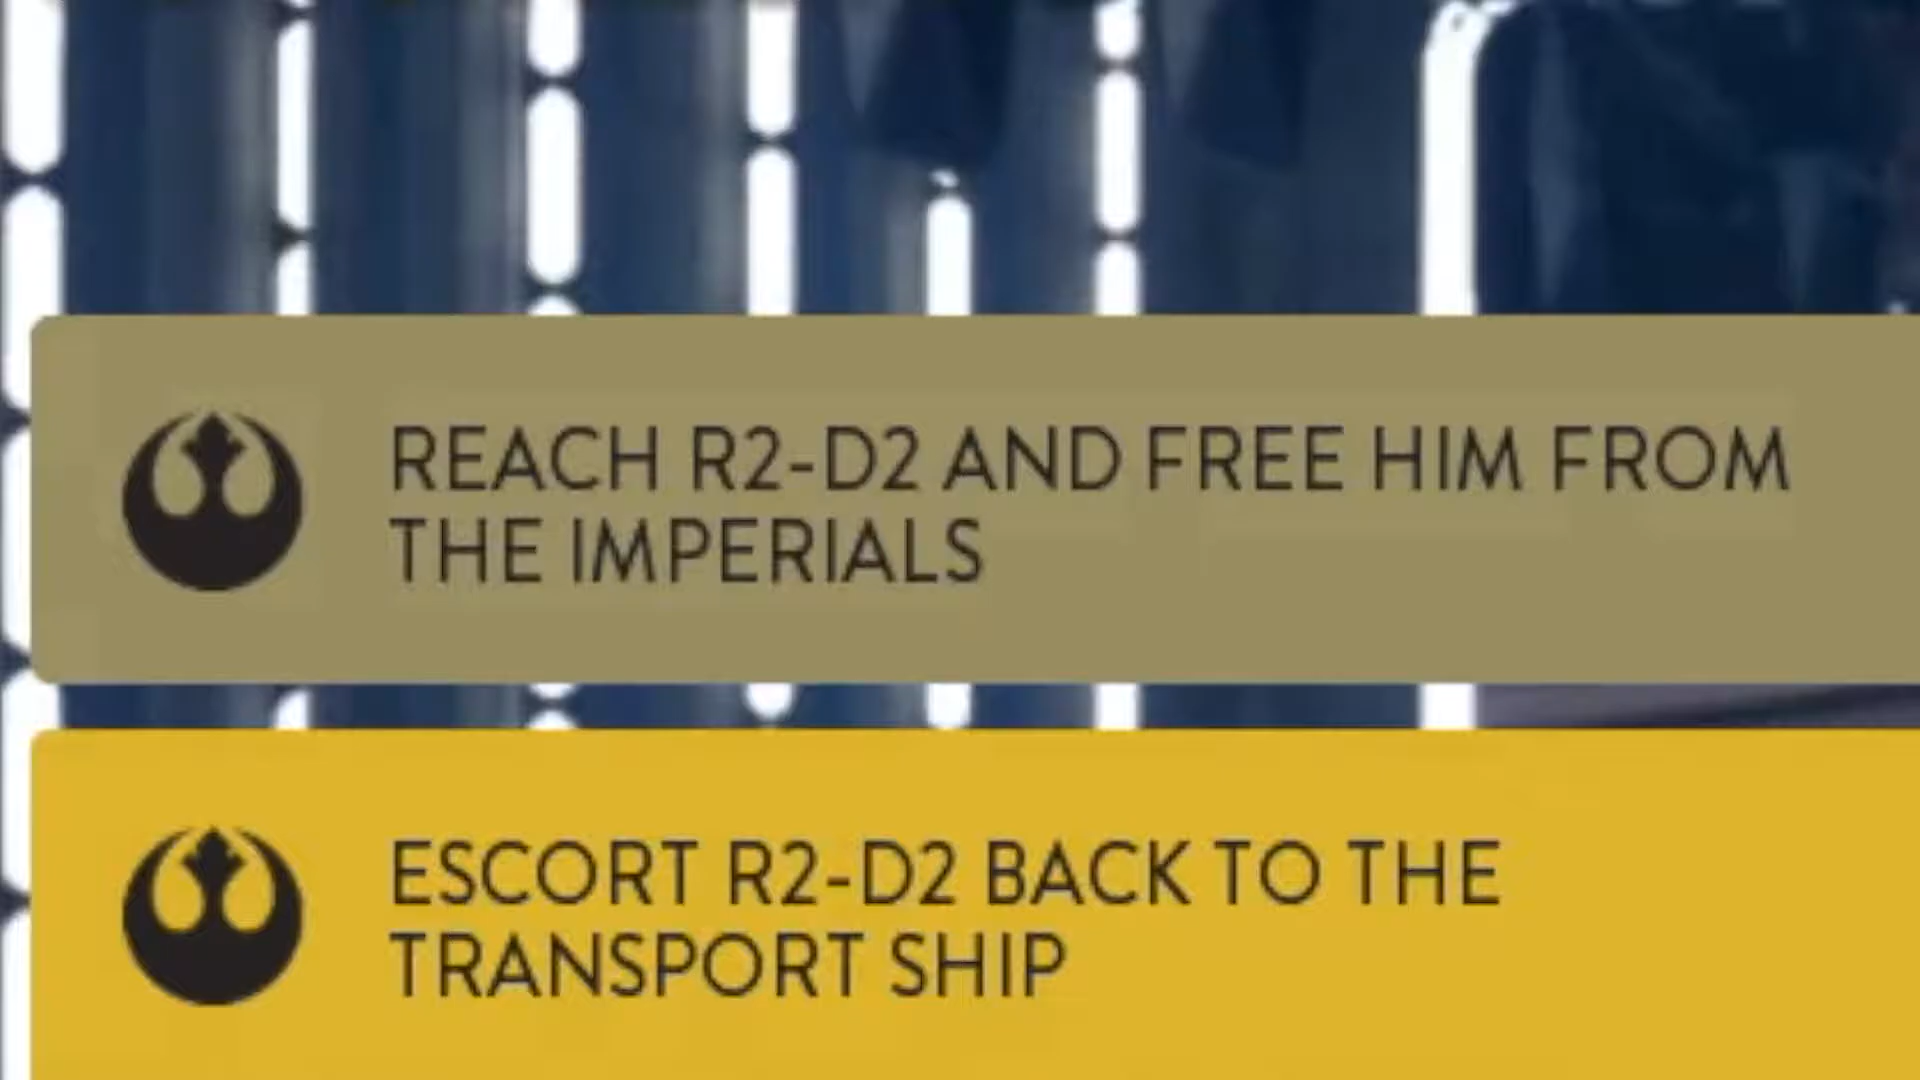 REACH R2-D2 AND FREE HIM FROM
THE IMPERIALS
ESCORT R2-D2 BACK TO THE
TRANSPORT SHIP